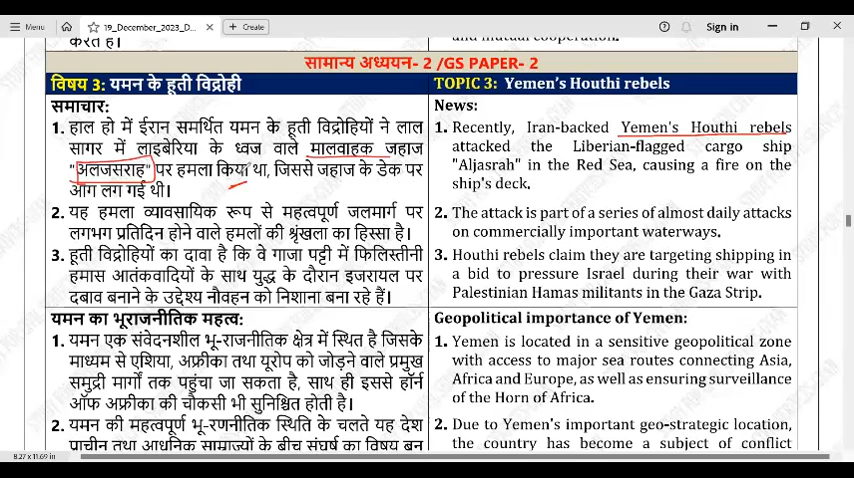 Menu
19_December_2023_D...
+ Create
Sign in
करते हैं।
and mutual cooperation.
सामान्य अध्ययन- 2 /GS PAPER- 2
विषय 3: यमन के हूती विद्रोही
समाचार:
1. हाल हो में ईरान समर्थित यमन के हूती विद्रोहियों ने लाल
सागर में लाइबेरिया के ध्वज वाले मालवाहक जहाज
"अलजसराह" पर हमला किया था, जिससे जहाज के डेक पर
आग लग गई थी।
2. यह हमला व्यावसायिक रूप से महत्वपूर्ण जलमार्ग पर
लगभग प्रतिदिन होने वाले हमलों की श्रृंखला का हिस्सा है।
3. हूती विद्रोहियों का दावा है कि वे गाजा पट्टी में फिलिस्तीनी
हमास आतंकवादियों के साथ युद्ध के दौरान इजरायल पर
दबाव बनाने के उद्देश्य नौवहन को निशाना बना रहे हैं।
यमन का भूराजनीतिक महत्व:
1. यमन एक संवेदनशील भू-राजनीतिक क्षेत्र में स्थित है जिसके
माध्यम से एशिया, अफ्रीका तथा यूरोप को जोड़ने वाले प्रमुख
समुद्री मार्गों तक पहुंचा जा सकता है, साथ ही इससे हॉर्न
ऑफ अफ्रीका की चौकसी भी सुनिश्चित होती है।
2. यमन की महत्वपूर्ण भू-रणनीतिक स्थिति के चलते यह देश
प्राचीन तथा आधुनिक साम्राज्यों के बीच संघर्ष का विषय बन
TOPIC 3: Yemen's Houthi rebels
News:
1. Recently, Iran-backed Yemen's Houthi rebels
attacked the Liberian-flagged cargo ship
"Aljasrah" in the Red Sea, causing a fire on the
ship's deck.
2. The attack is part of a series of almost daily attacks
on commercially important waterways.
3. Houthi rebels claim they are targeting shipping in
a bid to pressure Israel during their war with
Palestinian Hamas militants in the Gaza Strip.
Geopolitical importance of Yemen:
1. Yemen is located in a sensitive geopolitical zone
with access to major sea routes connecting Asia,
Africa and Europe, as well as ensuring surveillance
of the Horn of Africa.
2. Due to Yemen's important geo-strategic location,
the country has become a subject of conflict
8.27 x 11.69 in